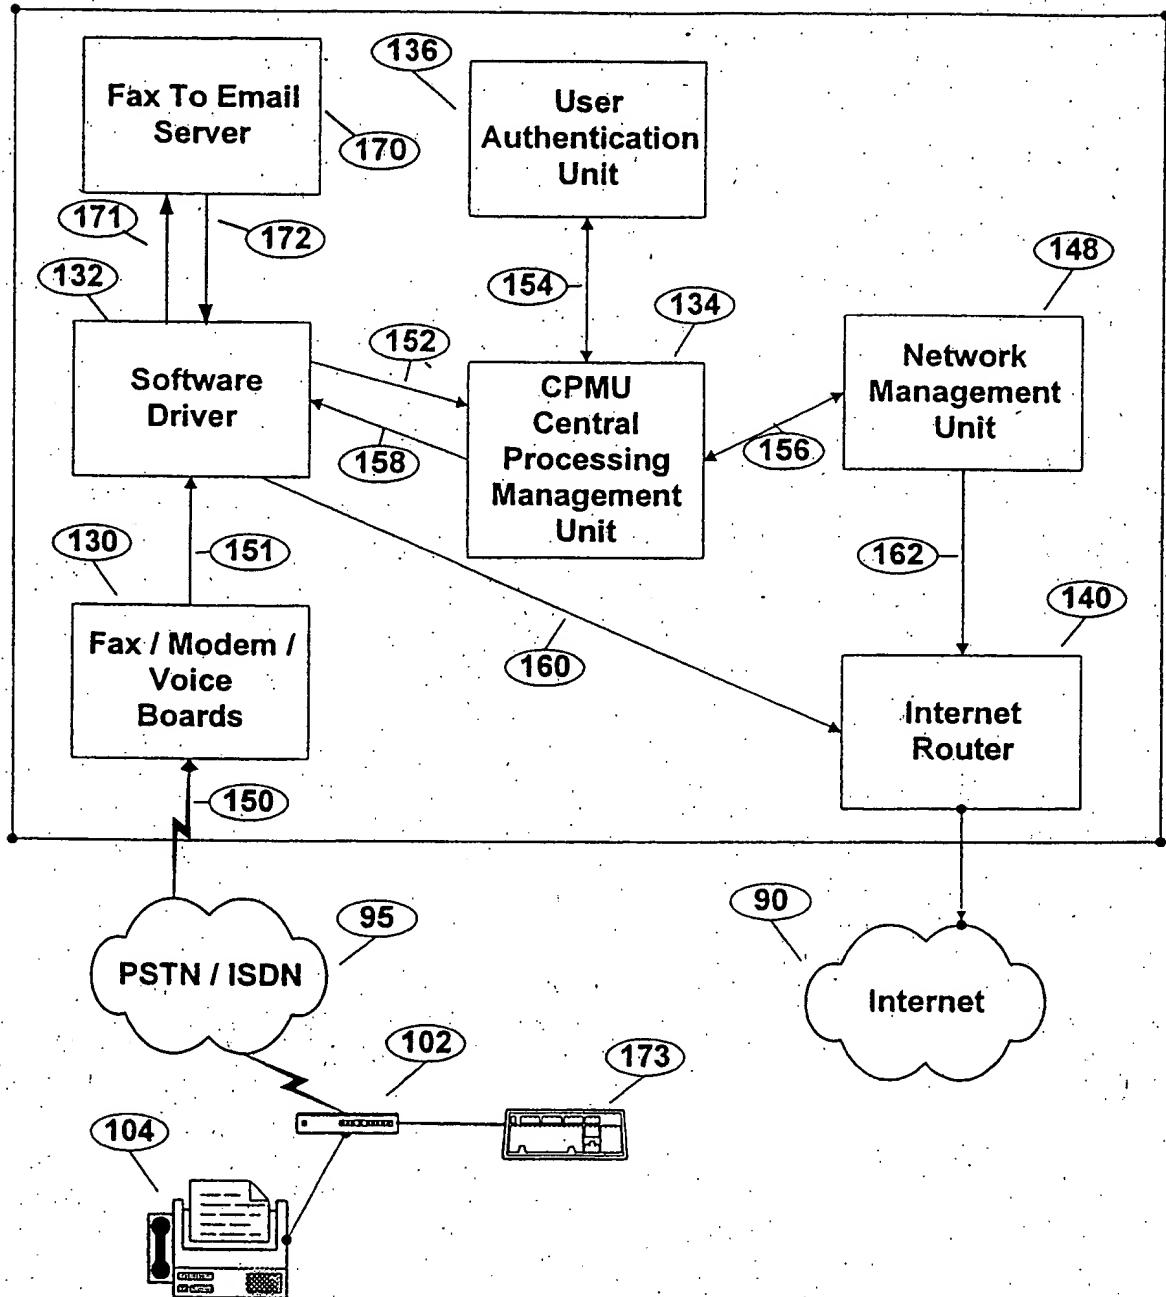 136
Fax To Email
Server
User
Authentication
Unit
170
171
172
132
154
148
134
152
Software
Driver
CPMU
Central
Processing
Management
Unit
Network
Management
Unit
158
156
130
151
162
140
Fax / Modem /
Voice
Boards
160
Internet
Router
150
95
90
PSTN / ISDN
Internet
102
173
104